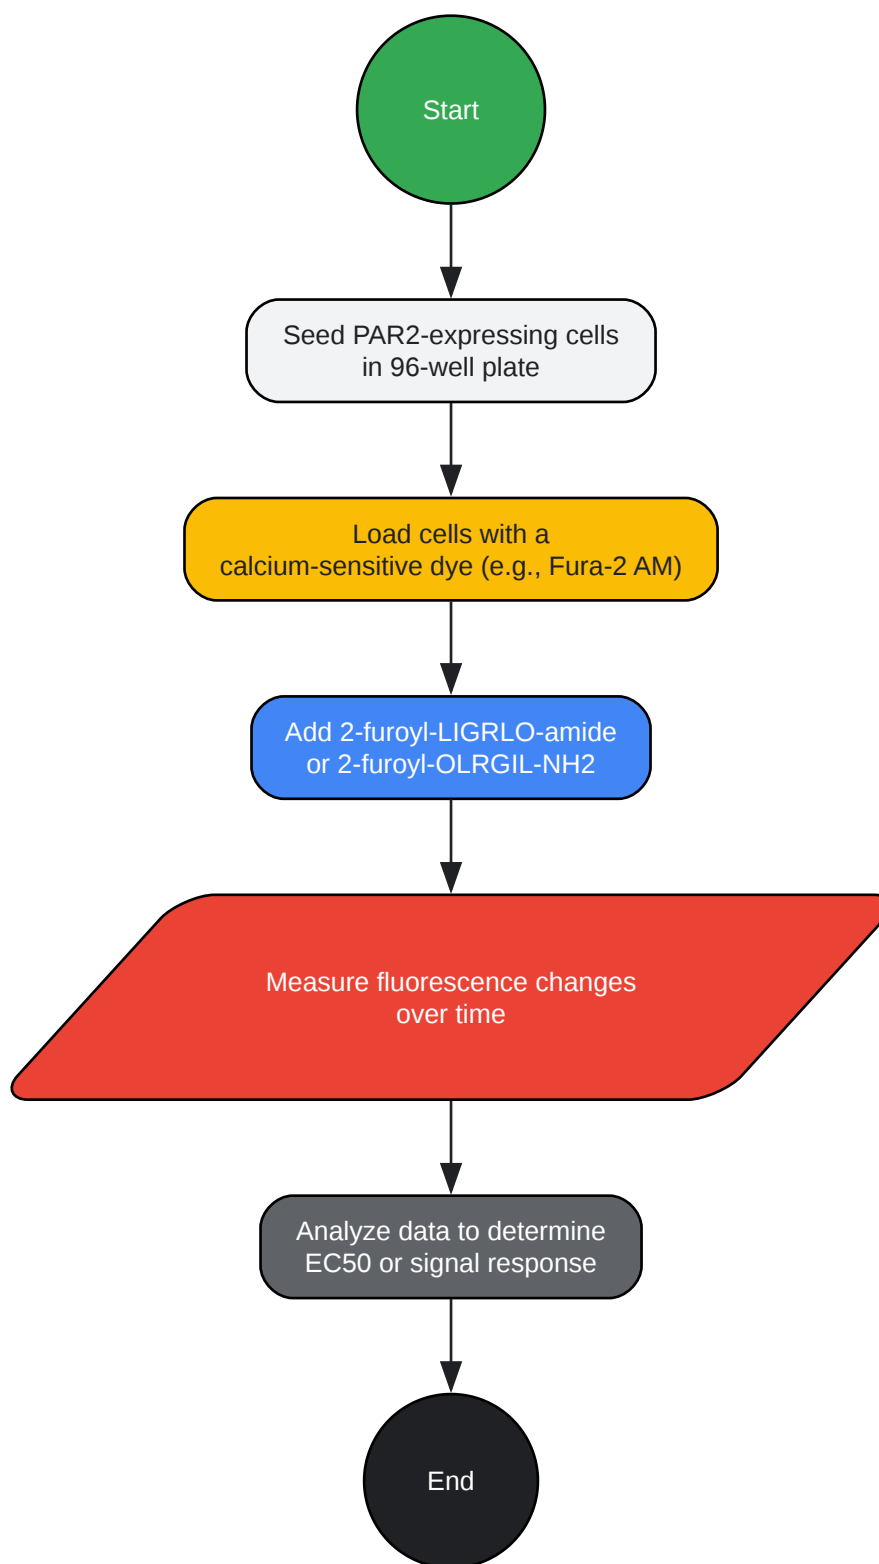 Start
Seed PAR2-expressing cells
in 96-well plate
Load cells with a
calcium-sensitive dye (e.g., Fura-2 AM)
Add 2-furoyl-LIGRLO-amide
or 2-furoyl-OLRGIL-NH2
Measure fluorescence changes
over time
Analyze data to determine
EC50 or signal response
End